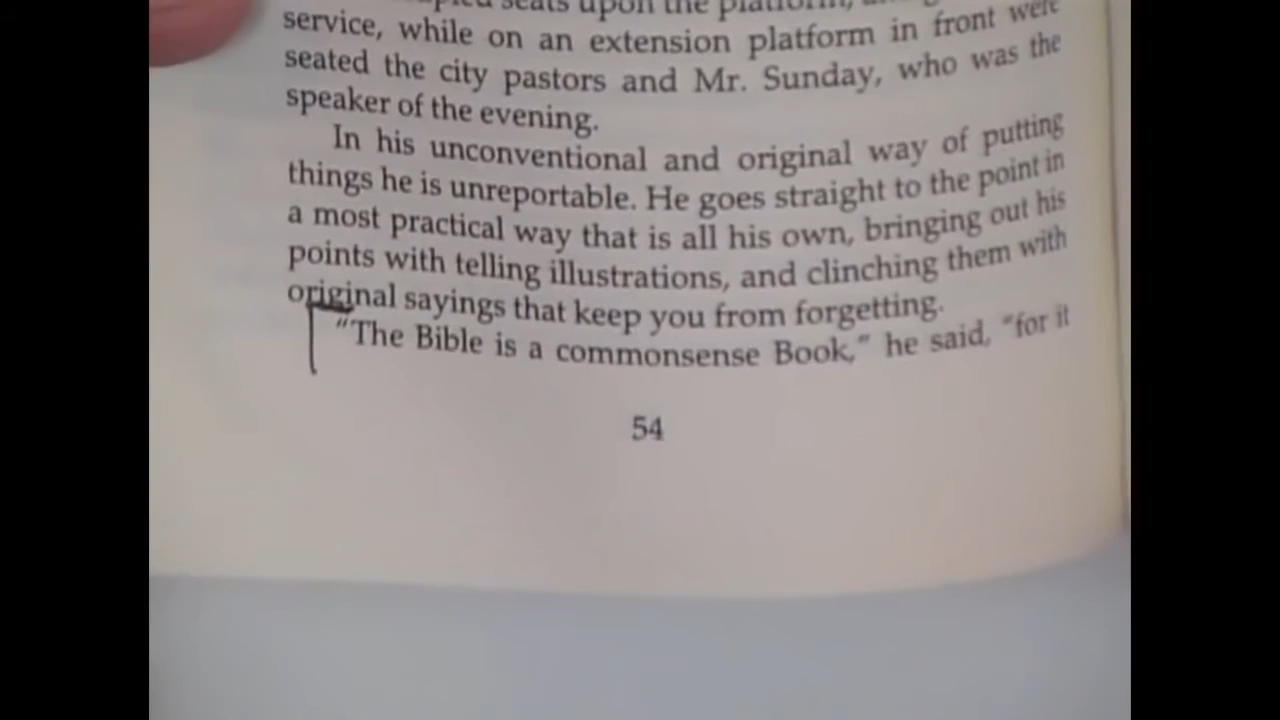 seats upon the platform,
service, while on an extension platform in front were
seated the city pastors and Mr. Sunday, who was the
speaker of the evening.
In his unconventional and original way of putting
things he is unreportable. He goes straight to the point in
a most practical way that is all his own, bringing out his
points with telling illustrations, and clinching them with
original sayings that keep you from forgetting.
“The Bible is a commonsense Book,” he said, “for it
54